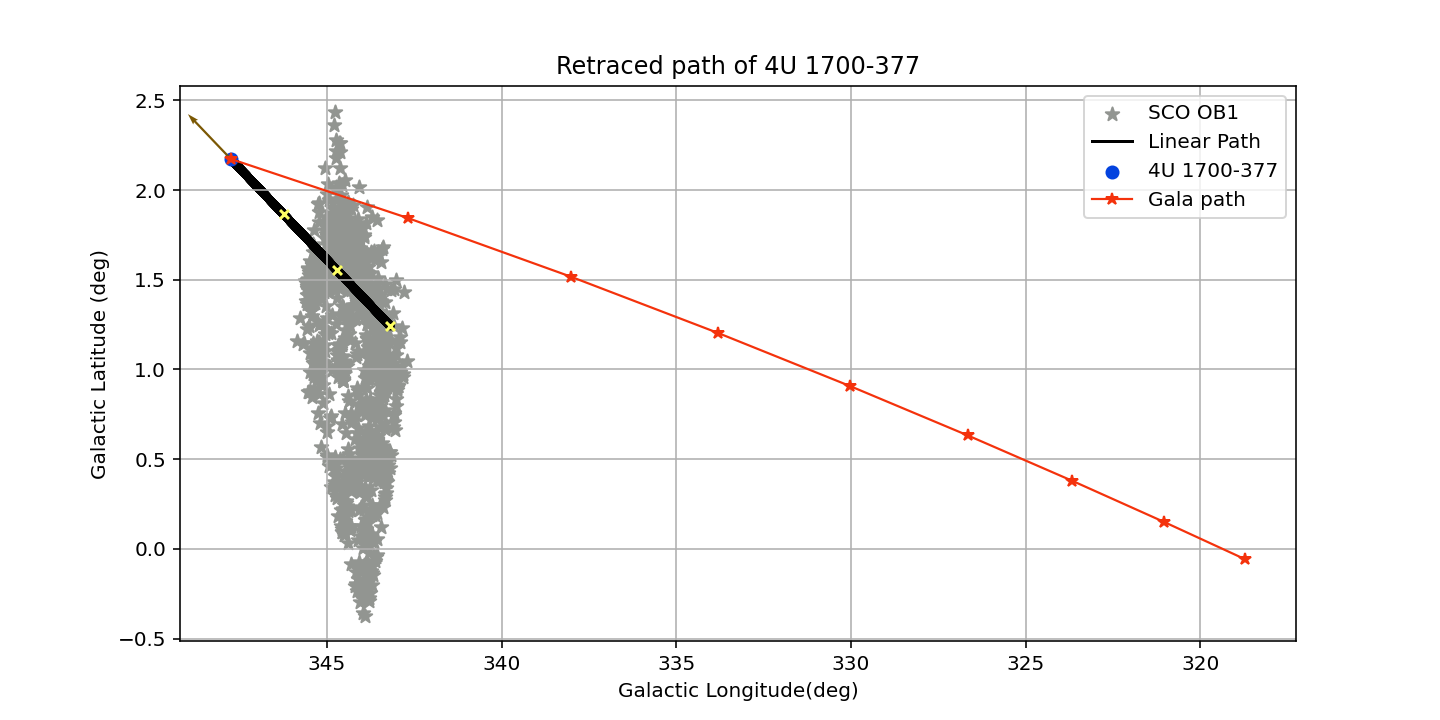 Retraced path of 4U 1700-377
SCO OB1
Linear Path
4U 1700-377
Gala path
2.5
2.0
1.5
1.0
0.5
0.0
−0.5
Galactic Latitude (deg)
345
340
335
330
325
320
Galactic Longitude(deg)